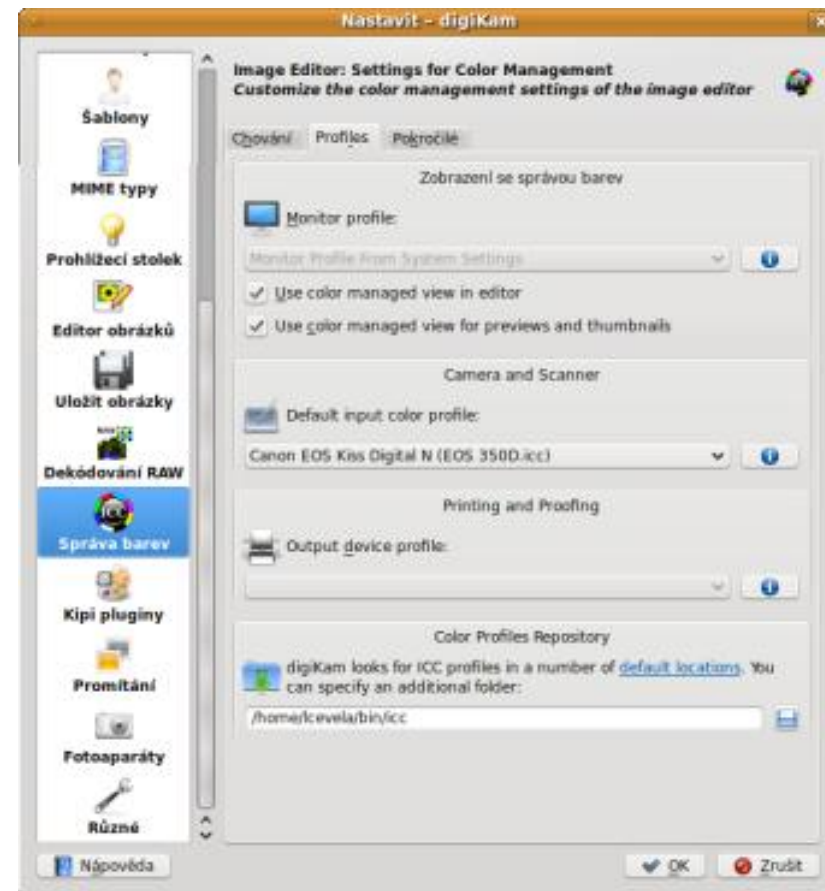 Nastavit – digiKam
Šablony
MIME typy
Prohlížecí stolek
Editor obrázků
Uložit obrázky
Dekódování RAW
Správa barev
Kipi pluginy
Promítání
Fotoaparáty
Různé
Image Editor: Settings for Color Management
Customize the color management settings of the image editor
Chování Profiles Pokročilé
Zobrazení se správou barev
Monitor profile:
Monitor Profile From System Settings
Use color managed view in editor
Use color managed view for previews and thumbnails
Camera and Scanner
Default input color profile:
Canon EOS Kiss Digital N (EOS 350D.icc)
Printing and Proofing
Output device profile:
Color Profiles Repository
digiKam looks for ICC profiles in a number of default locations. You
can specify an additional folder:
/home/lcevela/bin/icc
Nápověda OK Zrušit